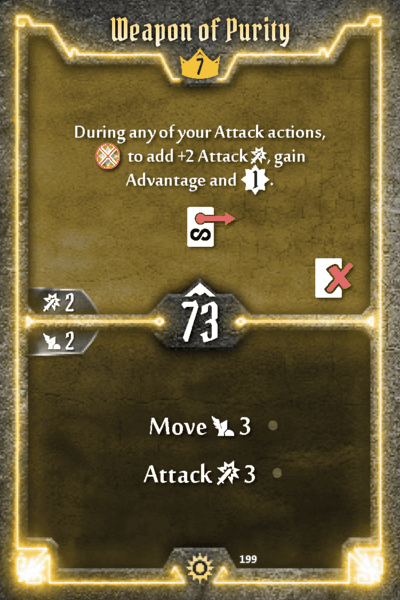 Weapon of Purity
7
During any of your Attack actions,
to add +2 Attack, gain
Advantage and 1.
∞
2
73
2
Move 3
Attack 3
199